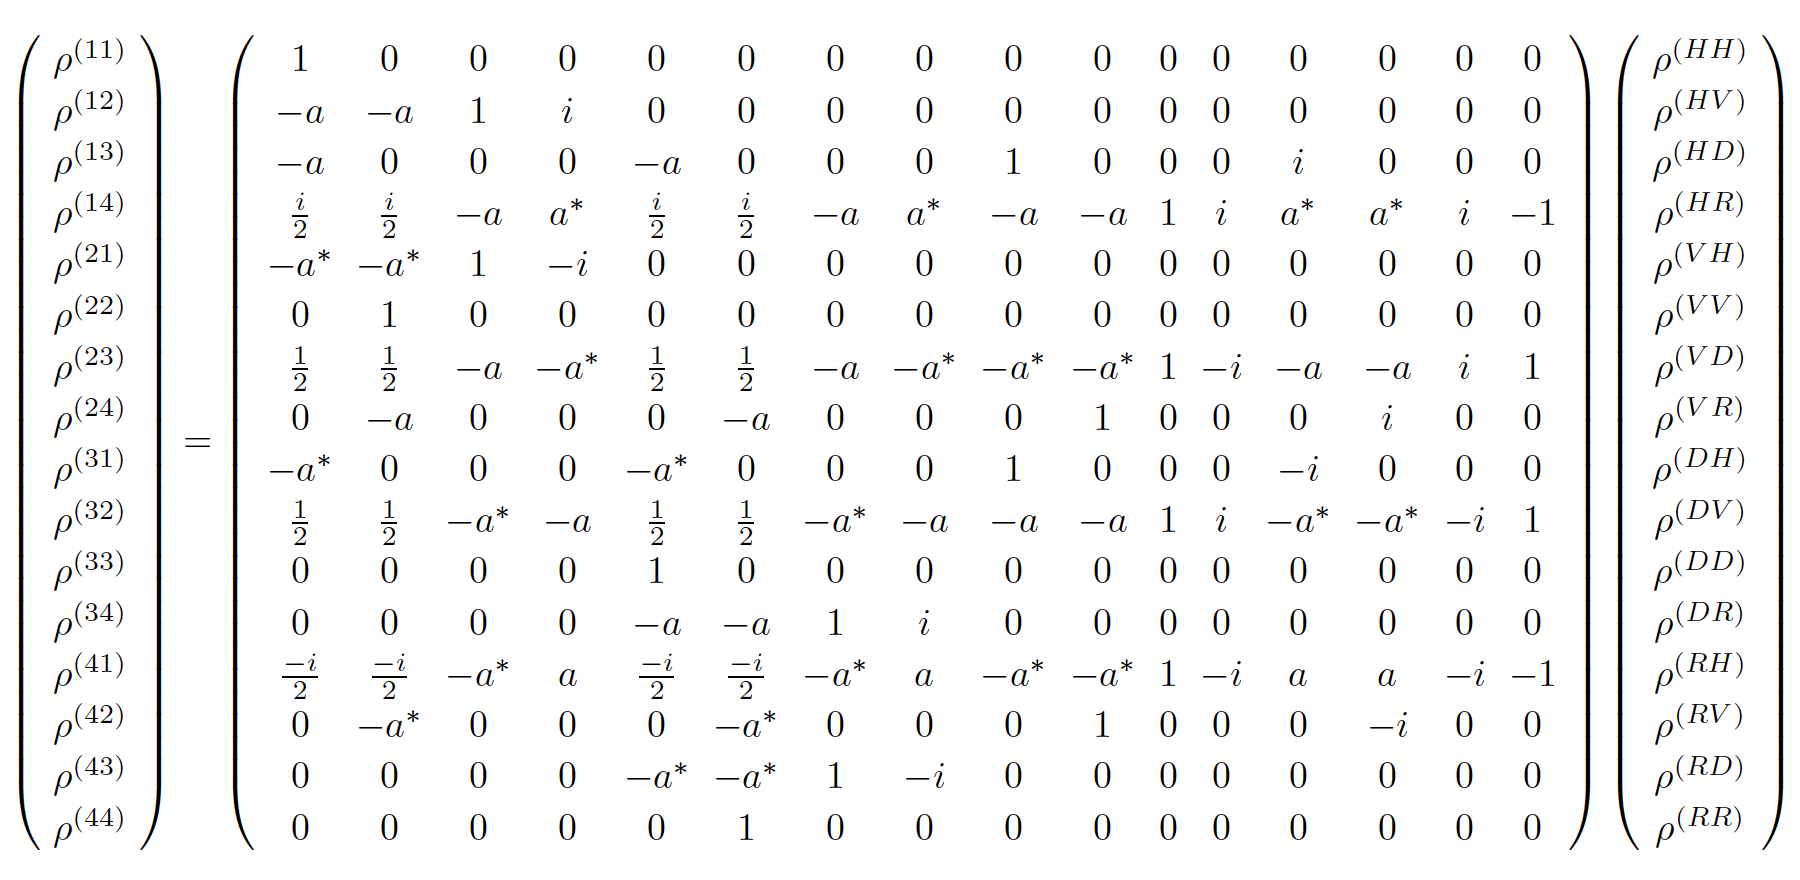 ρ^(11) 1 0 0 0 0 0 0 0 0 0 0 0 0 0 0 0 ρ^(HH)
ρ^(12) −a −a 1 i 0 0 0 0 0 0 0 0 0 0 0 0 ρ^(HV)
ρ^(13) −a 0 0 0 −a 0 0 0 1 0 0 0 i 0 0 0 ρ^(HD)
ρ^(14) i/2 i/2 −a a* i/2 i/2 −a a* −a −a 1 i a* a* i −1 ρ^(HR)
ρ^(21) −a* −a* 1 −i 0 0 0 0 0 0 0 0 0 0 0 0 ρ^(VH)
ρ^(22) 0 1 0 0 0 0 0 0 0 0 0 0 0 0 0 0 ρ^(VV)
ρ^(23) 1/2 1/2 −a −a* 1/2 1/2 −a −a* −a* −a* 1 −i −a −a i 1 ρ^(VD)
ρ^(24) 0 −a 0 0 0 −a 0 0 0 1 0 0 0 i 0 0 ρ^(VR)
ρ^(31) = −a* 0 0 0 −a* 0 0 0 1 0 0 0 −i 0 0 0 ρ^(DH)
ρ^(32) 1/2 1/2 −a* −a 1/2 1/2 −a* −a −a −a 1 i −a* −a* −i 1 ρ^(DV)
ρ^(33) 0 0 0 0 1 0 0 0 0 0 0 0 0 0 0 0 ρ^(DD)
ρ^(34) 0 0 0 0 −a −a 1 i 0 0 0 0 0 0 0 0 ρ^(DR)
ρ^(41) −i/2 −i/2 −a* a −i/2 −i/2 −a* a −a* −a* 1 −i a a −i −1 ρ^(RH)
ρ^(42) 0 −a* 0 0 0 −a* 0 0 0 1 0 0 0 −i 0 0 ρ^(RV)
ρ^(43) 0 0 0 0 −a* −a* 1 −i 0 0 0 0 0 0 0 0 ρ^(RD)
ρ^(44) 0 0 0 0 0 1 0 0 0 0 0 0 0 0 0 0 ρ^(RR)